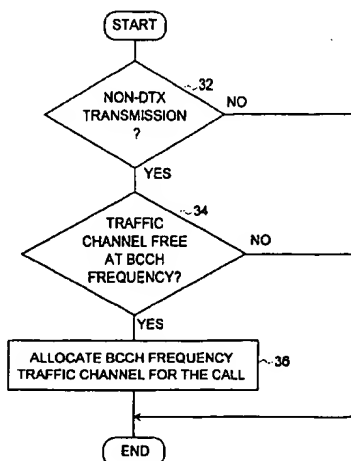 START
32
NON-DTX
TRANSMISSION
?
NO
YES
34
TRAFFIC
CHANNEL FREE
AT BCCH
FREQUENCY?
NO
YES
ALLOCATE BCCH FREQUENCY
TRAFFIC CHANNEL FOR THE CALL
36
END